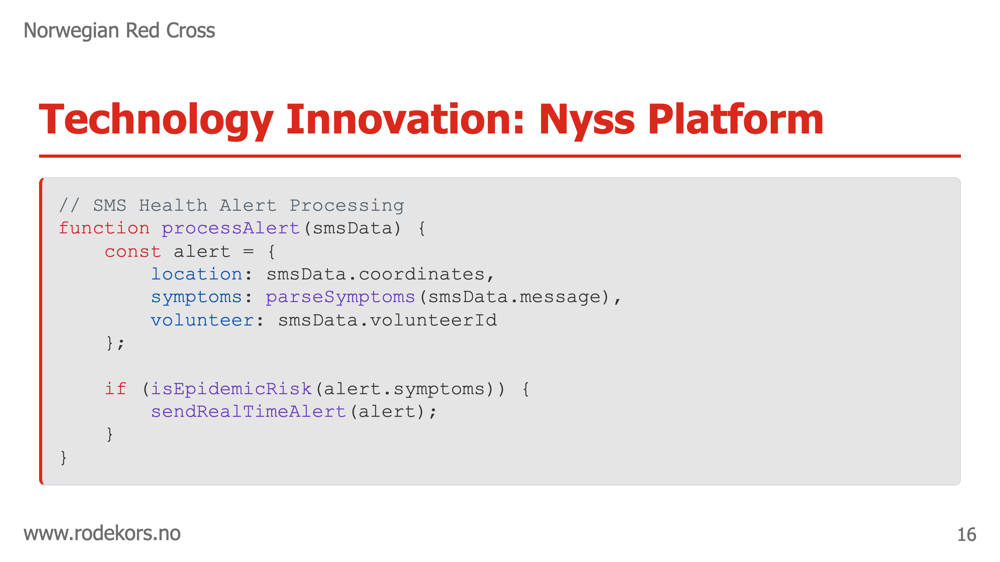 Norwegian Red Cross
Technology Innovation: Nyss Platform
// SMS Health Alert Processing
function processAlert(smsData) {
    const alert = {
        location: smsData.coordinates,
        symptoms: parseSymptoms(smsData.message),
        volunteer: smsData.volunteerId
    };

    if (isEpidemicRisk(alert.symptoms)) {
        sendRealTimeAlert(alert);
    }
}
www.rodekors.no
16